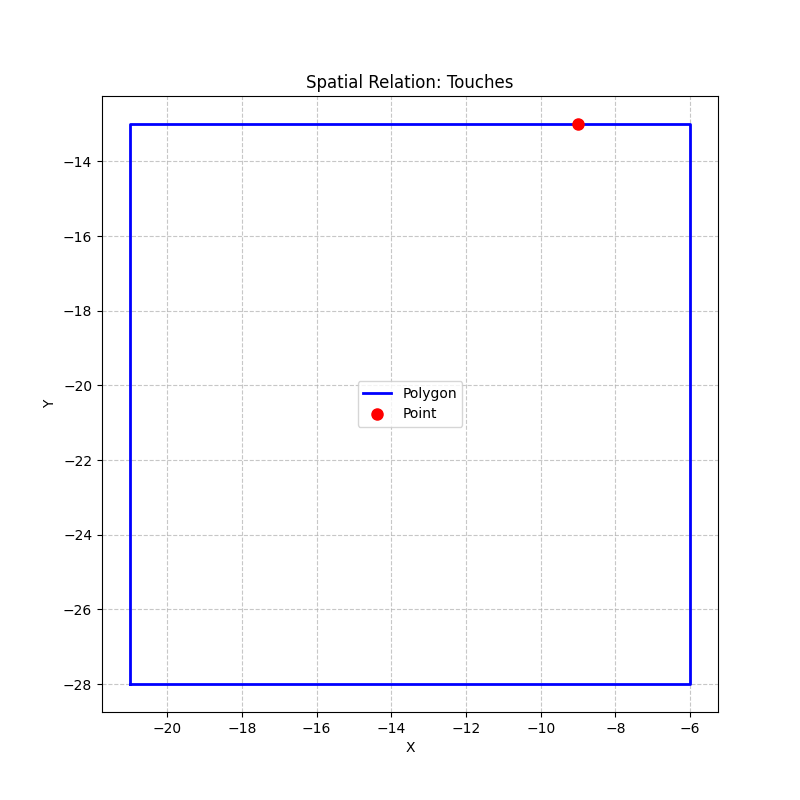 Spatial Relation: Touches
−14
−16
−18
−20
−22
−24
−26
−28
Y
Polygon
Point
−20 −18 −16 −14 −12 −10 −8 −6
X